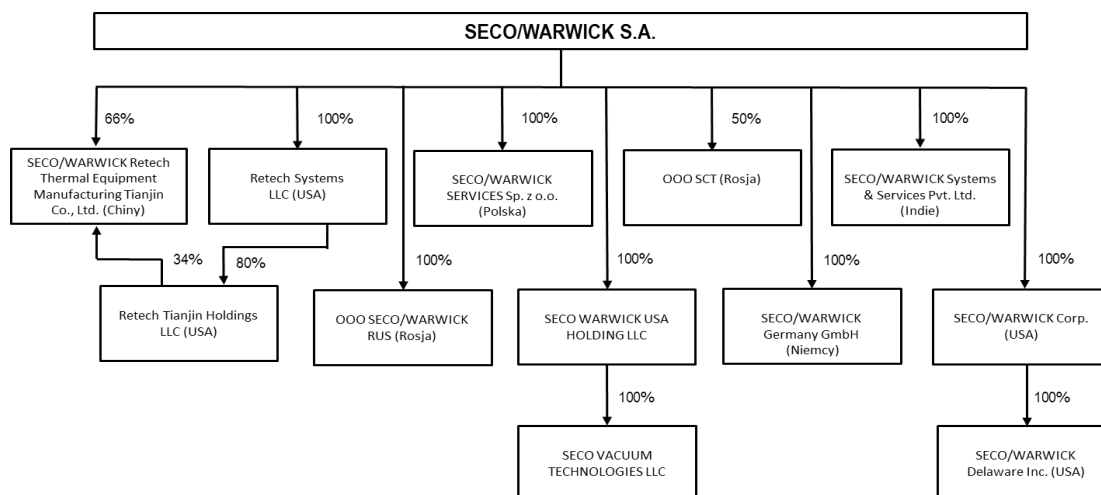 SECO/WARWICK S.A.
66%
100%
100%
50%
100%
SECO/WARWICK Retech
Thermal Equipment
Manufacturing Tianjin
Co., Ltd. (Chiny)
Retech Systems
LLC (USA)
SECO/WARWICK
SERVICES Sp. z o.o.
(Polska)
OOO SCT (Rosja)
SECO/WARWICK Systems
& Services Pvt. Ltd.
(Indie)
34%
80%
100%
100%
100%
100%
Retech Tianjin Holdings
LLC (USA)
OOO SECO/WARWICK
RUS (Rosja)
SECO WARWICK USA
HOLDING LLC
SECO/WARWICK
Germany GmbH
(Niemcy)
SECO/WARWICK Corp.
(USA)
100%
100%
SECO VACUUM
TECHNOLOGIES LLC
SECO/WARWICK
Delaware Inc. (USA)